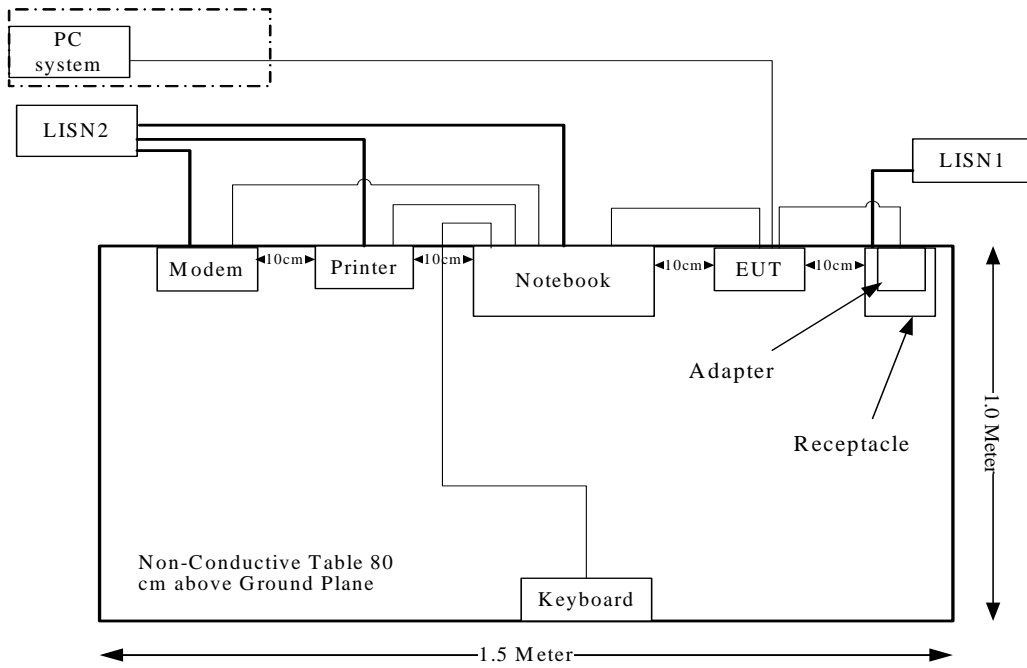 PC
system
LISN2
LISN1
Modem
10cm
Printer
10cm
Notebook
10cm
EUT
10cm
Adapter
Receptacle
1.0 Meter
Non-Conductive Table 80
cm above Ground Plane
Keyboard
1.5 Meter